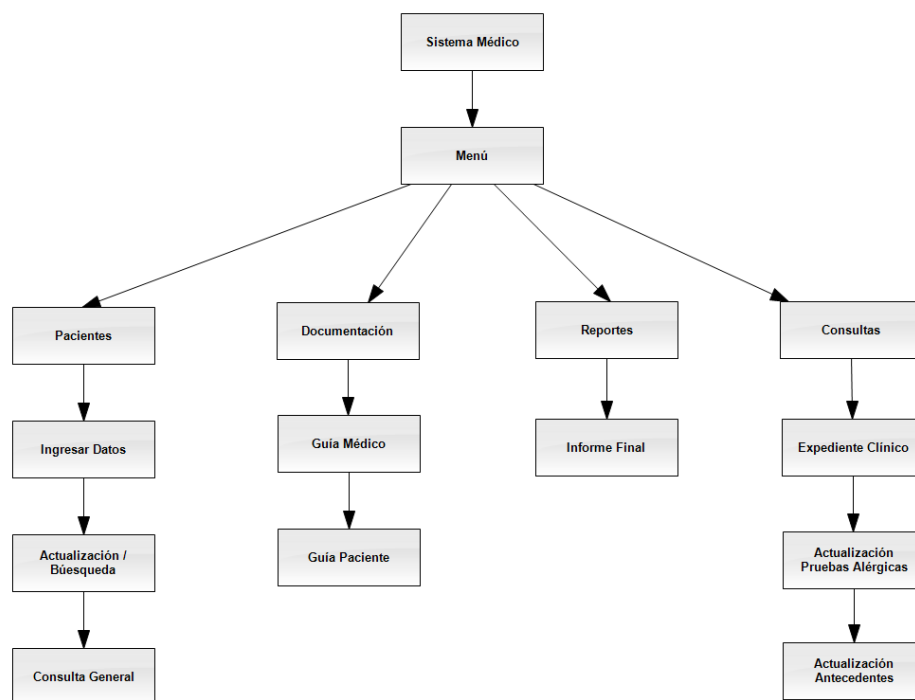 Sistema Médico
Menú
Pacientes
Documentación
Reportes
Consultas
Ingresar Datos
Guía Médico
Informe Final
Expediente Clínico
Actualización /
Búesqueda
Guía Paciente
Actualización
Pruebas Alérgicas
Consulta General
Actualización
Antecedentes